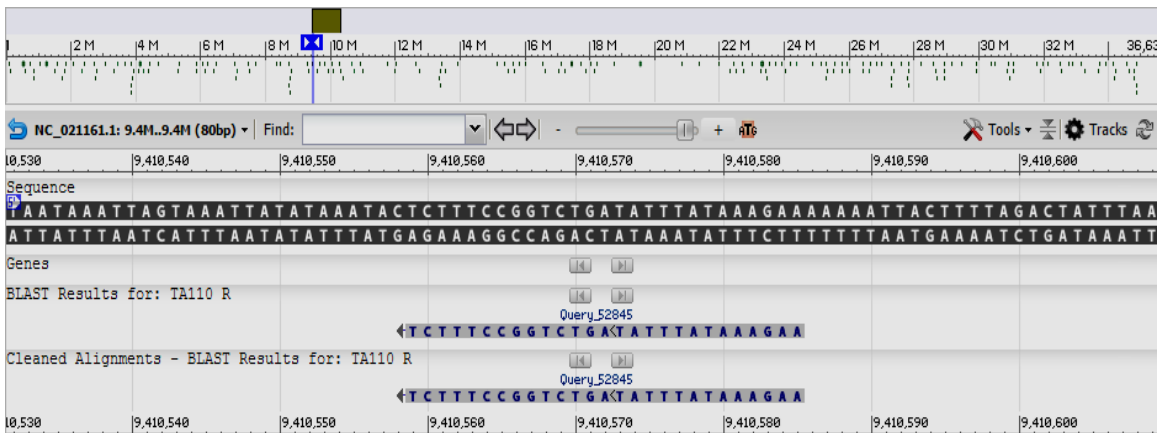 2 M 4 M 6 M 8 M 10 M 12 M 14 M 16 M 18 M 20 M 22 M 24 M 26 M 28 M 30 M 32 M 36,63
NC_021161.1: 9.4M..9.4M (80bp) Find: - + ATG Tools Tracks
10,530 9,410,540 9,410,550 9,410,560 9,410,570 9,410,580 9,410,590 9,410,600
Sequence
T A A T A A A T T A G T A A A T T A T A T A A A T A C T C T T T C C G G T C T G A T A T T T A T A A A G A A A A A A A T T A C T T T T A G A C T A T T T A A
A T T A T T T A A T C A T T T A A T A T A T T T A T G A G A A A G G C C A G A C T A T A A A T A T T T C T T T T T T T A A T G A A A A T C T G A T A A A T T
Genes
BLAST Results for: TA110 R
Query_52845
T C T T T C C G G T C T G A T A T T T A T A A A G A A
Cleaned Alignments - BLAST Results for: TA110 R
Query_52845
T C T T T C C G G T C T G A T A T T T A T A A A G A A
10,530 9,410,540 9,410,550 9,410,560 9,410,570 9,410,580 9,410,590 9,410,600